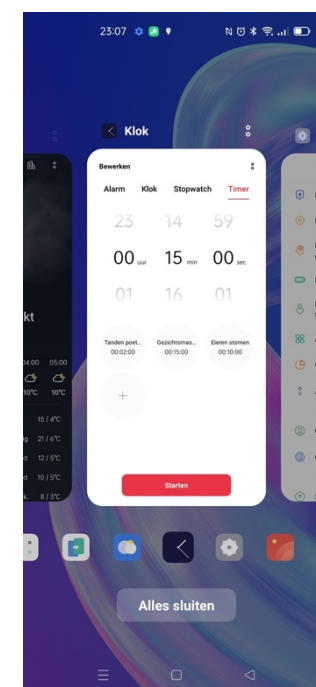 23:07
Klok
Bewerken
Alarm Klok Stopwatch Timer
23 14 59
00 uur 15 min 00 sec
01 16 01
kt
04:00 05:00
10°C 10°C
Tanden poet...
00:02:00
Gezichtsmas...
00:15:00
Eieren stomen
00:10:00
+
15 / 4°C
21 / 6°C
12 / 5°C
10 / 5°C
8 / 3°C
Starten
Alles sluiten